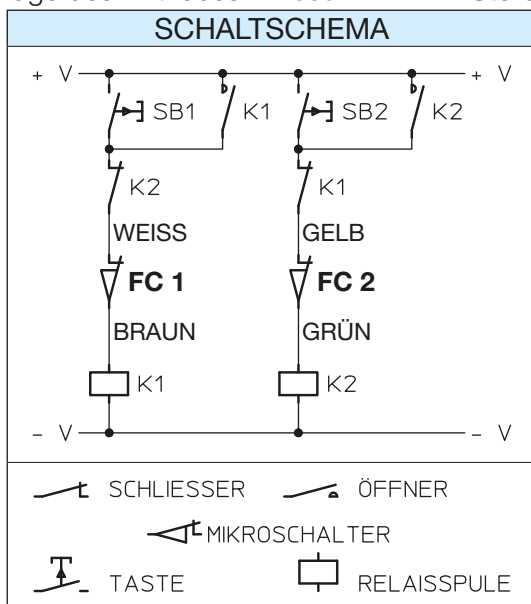 SCHALTSCHEMA
+ V + V
SB1 K1 SB2 K2
K2 K1
WEISS GELB
FC 1 FC 2
BRAUN GRÜN
K1 K2
– V – V
SCHLIESSER ÖFFNER
MIKROSCHALTER
TASTE RELAISSPULE